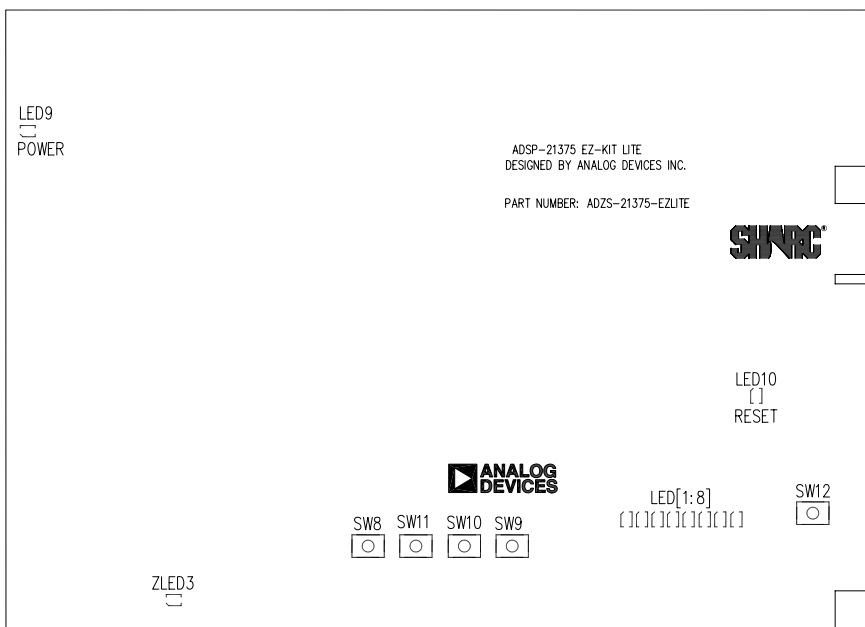 LED9
POWER
ADSP-21375 EZ-KIT LITE
DESIGNED BY ANALOG DEVICES INC.
PART NUMBER: ADZS-21375-EZLITE
SHARC®
LED10
RESET
ANALOG
DEVICES
LED[1:8]
SW12
SW8 SW11 SW10 SW9
ZLED3